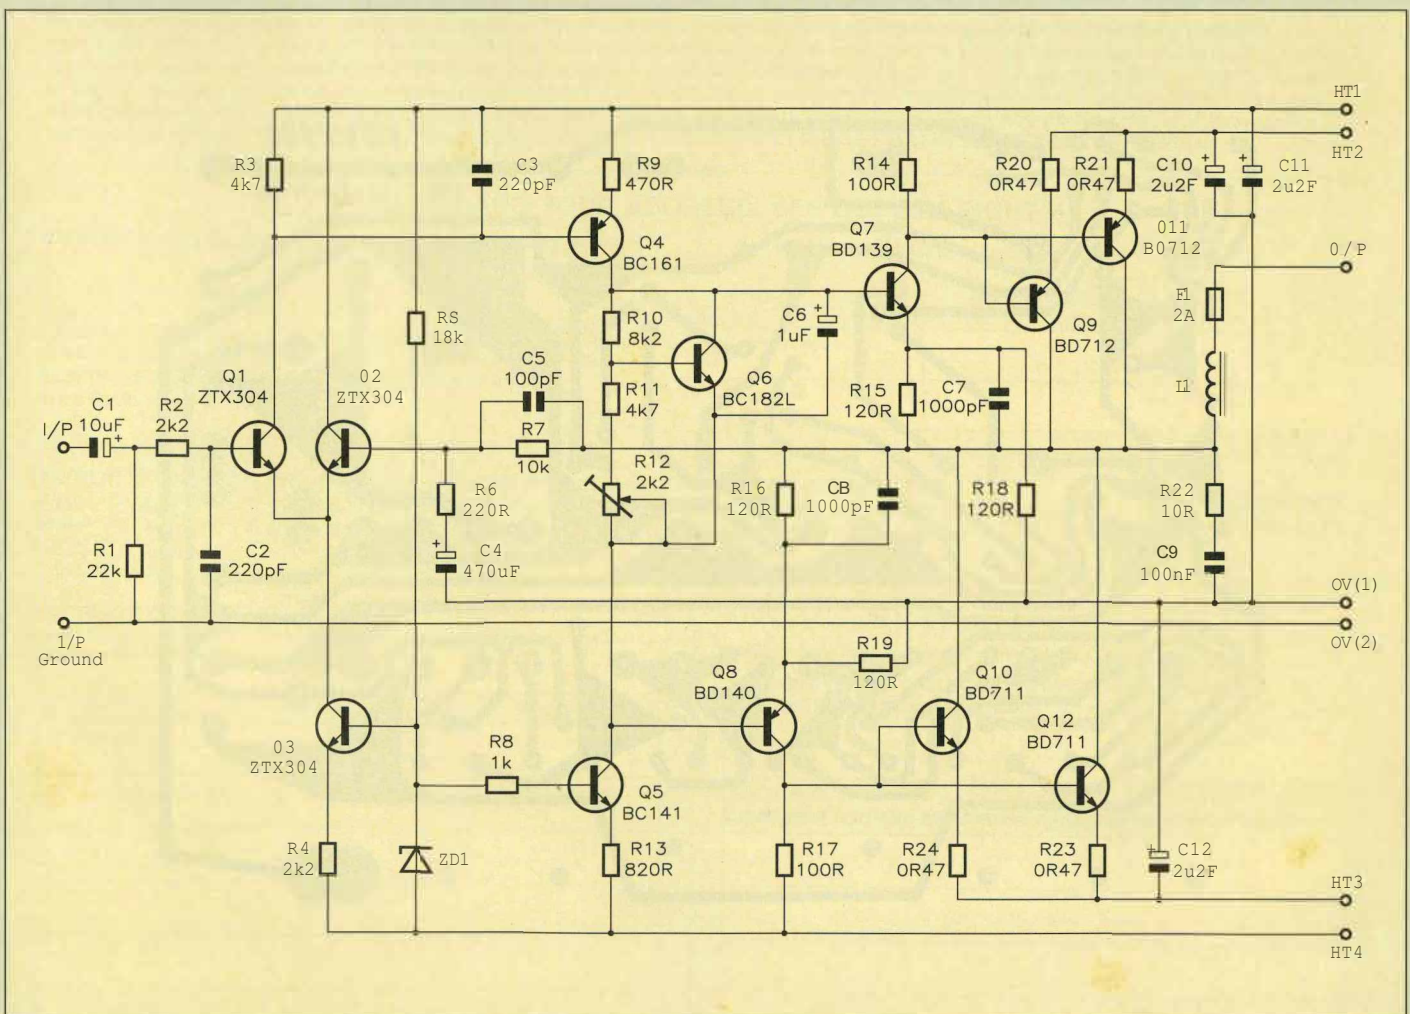 HT1
HT2
R3
4k7
C3
220pF
R9
470R
R14
100R
R20
0R47
R21
0R47
C10
+
2u2F
+
C11
2u2F
Q4
BC161
Q7
BD139
011
B0712
O/P
RS
18k
R10
8k2
C6
1uF
+
Q9
BD712
F1
2A
C5
100pF
Q1
ZTX304
02
ZTX304
R11
4k7
Q6
BC182L
R15
120R
C7
1000pF
L1
I/P
C1
10uF
+
R2
2k2
R7
10k
R12
2k2
R6
220R
R16
120R
CB
1000pF
R18
120R
R22
10R
R1
22k
C2
220pF
+
C4
470uF
C9
100nF
OV(1)
1/P
Ground
OV(2)
R19
120R
Q8
BD140
Q10
BD711
Q12
BD711
03
ZTX304
R8
1k
Q5
BC141
R4
2k2
ZD1
R13
820R
R17
100R
R24
0R47
R23
0R47
+
C12
2u2F
HT3
HT4